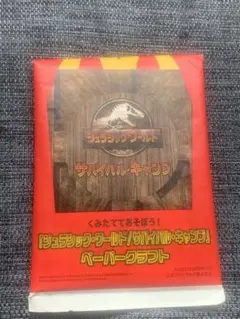 ジュラシック・ワールド
サバイバル・キャンプ
くみたててあそぼう!
「ジュラシック・ワールド/サバイバル・キャンプ」
ペーパークラフト